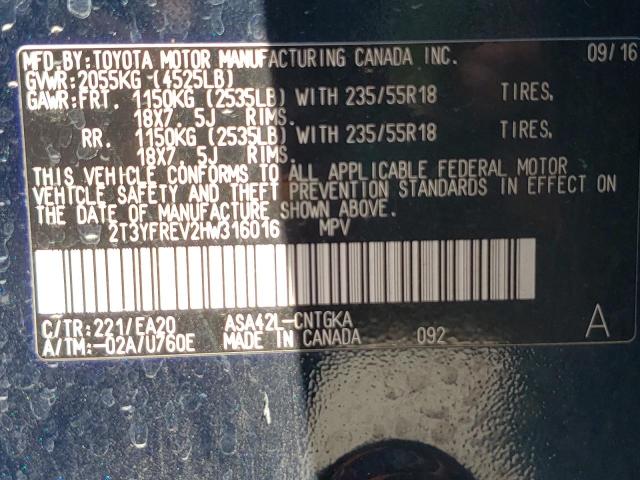 MFD.BY:TOYOTA MOTOR MANUFACTURING CANADA INC. 09/16
GVWR:2055KG (4525LB)
GAWR:FRT. 1150KG (2535LB) WITH 235/55R18 TIRES,
18X7. 5J RIMS.
RR. 1150KG (2535LB) WITH 235/55R18 TIRES,
18X7. 5J RIMS.
THIS VEHICLE CONFORMS TO ALL APPLICABLE FEDERAL MOTOR
VEHICLE SAFETY AND THEFT PREVENTION STANDARDS IN EFFECT ON
THE DATE OF MANUFACTURE SHOWN ABOVE.
2T3YFREV2HW316016 MPV
C/TR:221/EA20 ASA42L-CNTGKA
A/TM:-02A/U760E MADE IN CANADA 092 A